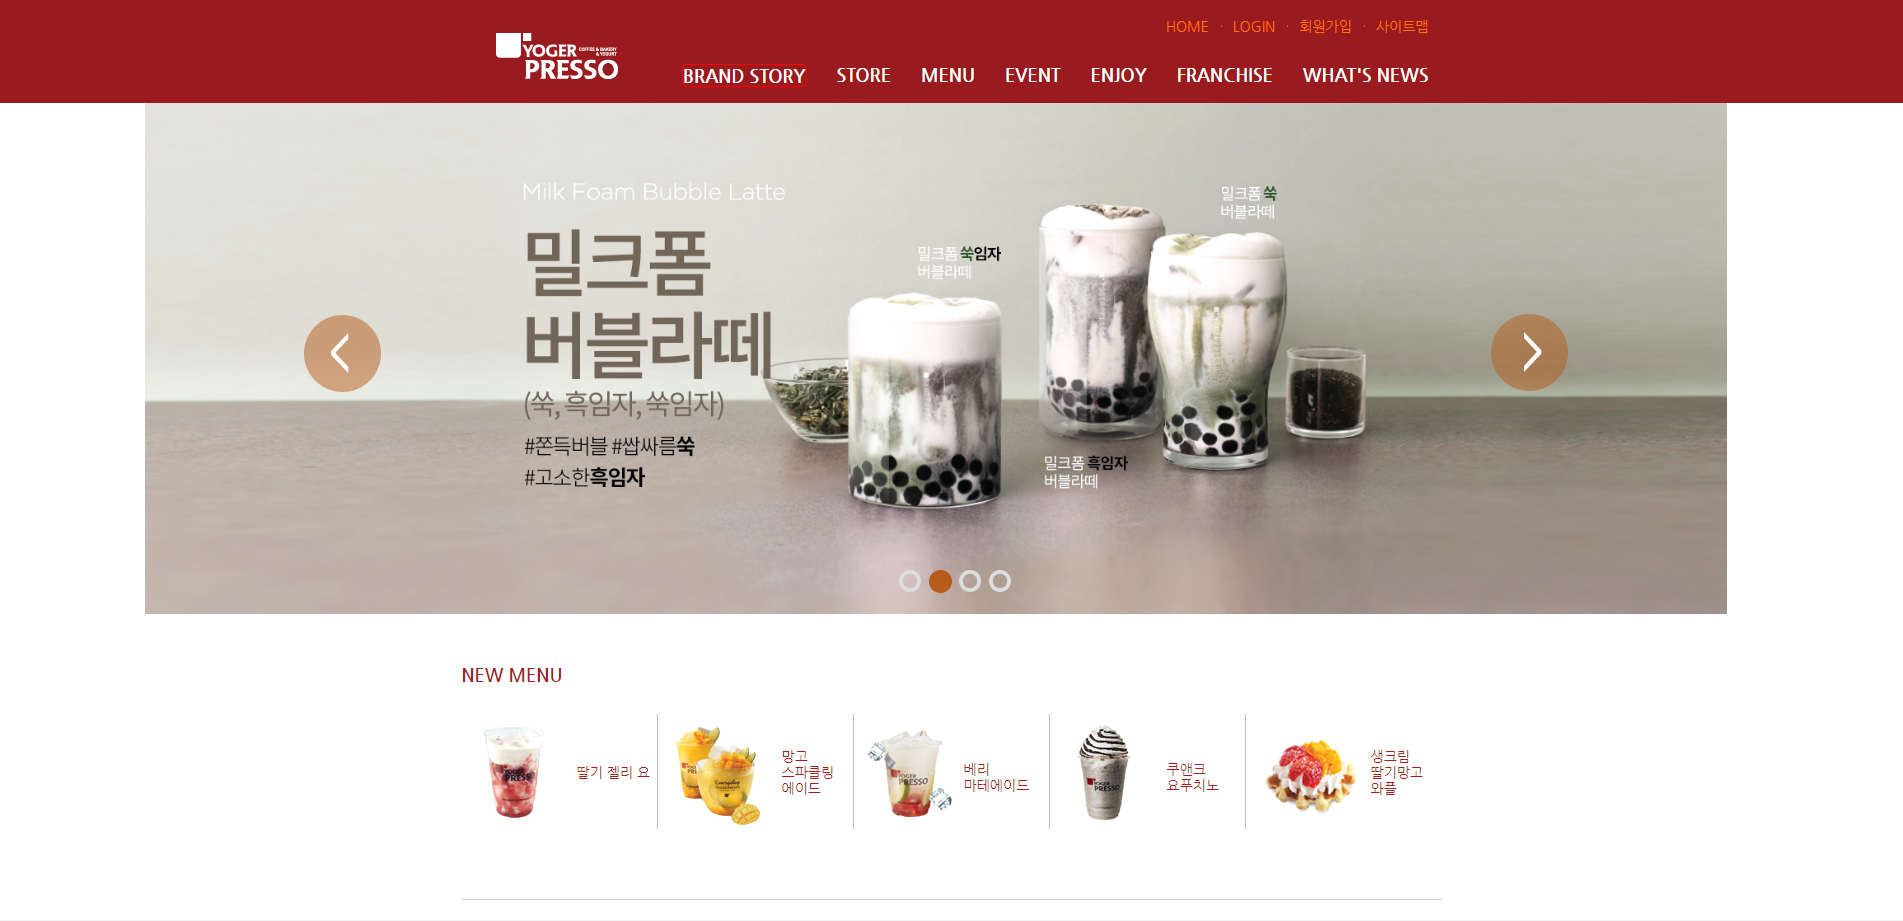 HOME · LOGIN · 회원가입 · 사이트맵
YOGER
COFFEE & BAKERY
& YOGURT
PRESSO
BRAND STORY STORE MENU EVENT ENJOY FRANCHISE WHAT'S NEWS
Milk Foam Bubble Latte
밀크폼
버블라떼
(쑥, 흑임자, 쑥임자)
#쫀득버블 #쌉싸름쑥
#고소한흑임자
밀크폼 쑥임자
버블라떼
밀크폼 쑥
버블라떼
밀크폼 흑임자
버블라떼
NEW MENU
YOGER
PRESSO
딸기 젤리 요
망고
스파클링
에이드
YOGER
PRESSO
베리
마테에이드
YOGER
PRESSO
쿠앤크
요푸치노
생크림
딸기망고
와플